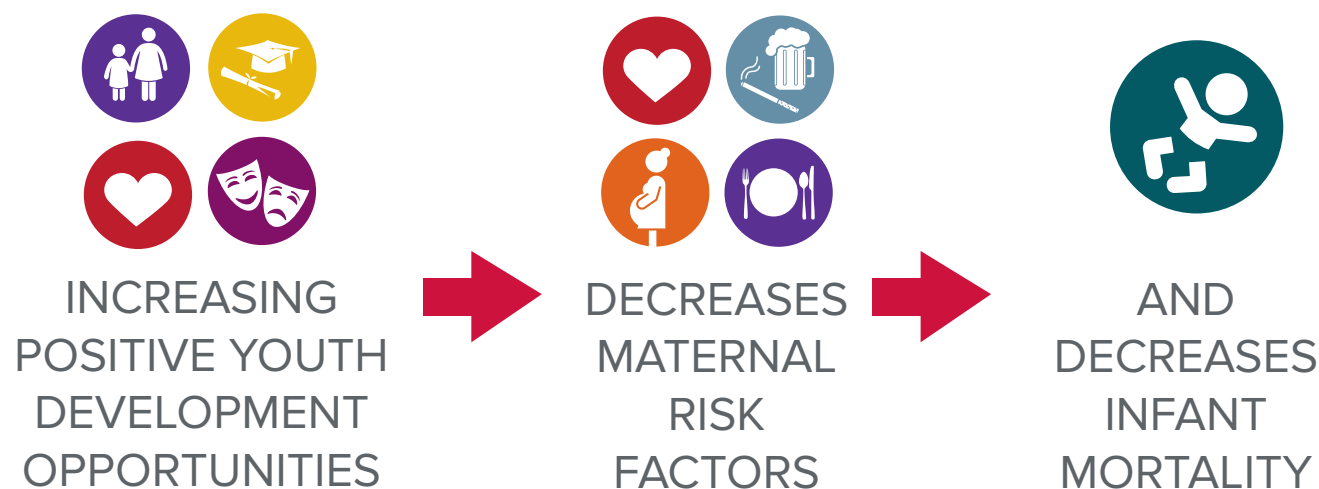 INCREASING
POSITIVE YOUTH
DEVELOPMENT
OPPORTUNITIES
DECREASES
MATERNAL
RISK
FACTORS
AND
DECREASES
INFANT
MORTALITY